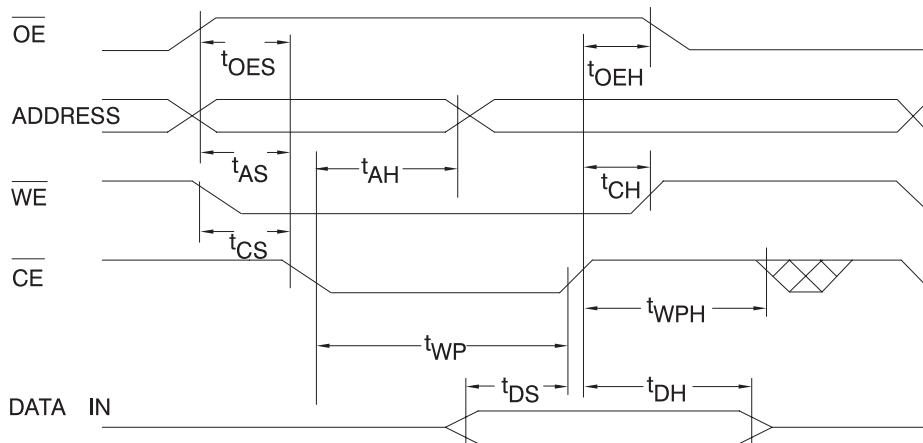 OE
tOES
tOEH
ADDRESS
tAS
tAH
tCH
WE
tCS
CE
tWPH
tWP
tDS
tDH
DATA IN